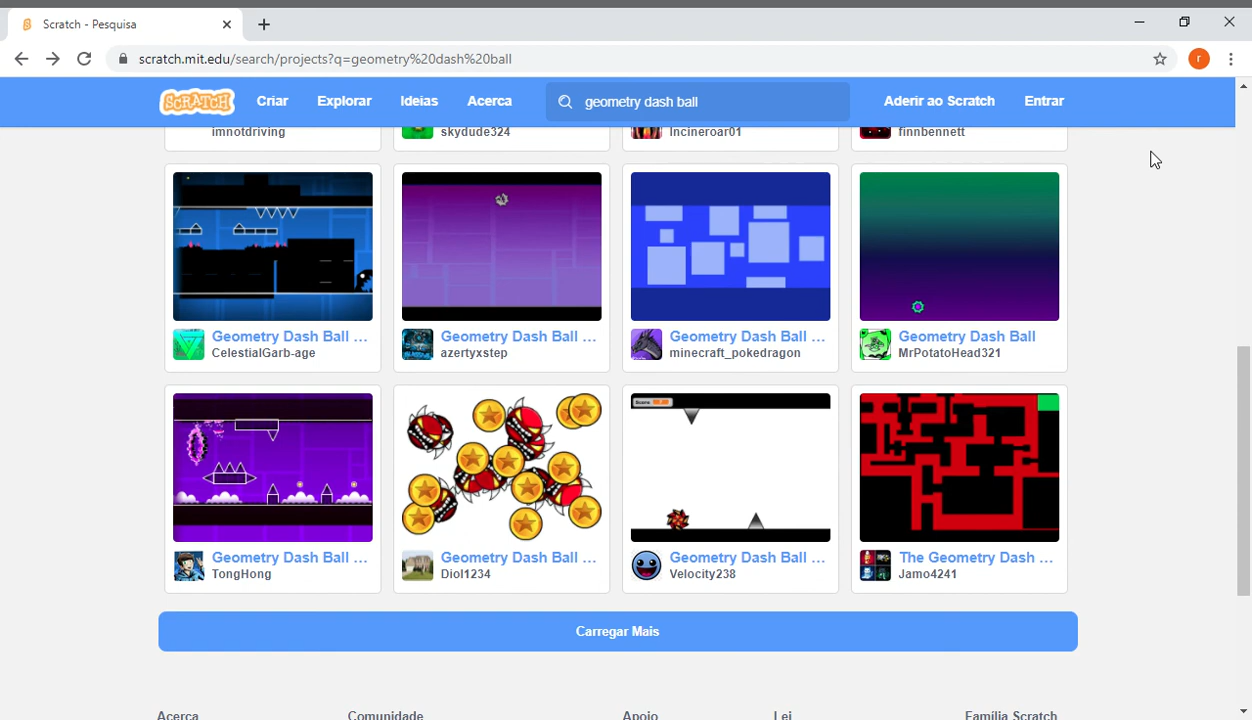 Scratch - Pesquisa
scratch.mit.edu/search/projects?q=geometry%20dash%20ball
r
SCRATCH
Criar
Explorar
Ideias
Acerca
geometry dash ball
Aderir ao Scratch
Entrar
imnotdriving
skydude324
Incineroar01
finnbennett
Geometry Dash Ball ...
CelestialGarb-age
Geometry Dash Ball ...
azertyxstep
Geometry Dash Ball ...
minecraft_pokedragon
Geometry Dash Ball
MrPotatoHead321
Geometry Dash Ball ...
TongHong
Geometry Dash Ball ...
Diol1234
Score
Geometry Dash Ball ...
Velocity238
The Geometry Dash ...
Jamo4241
Carregar Mais
Acerca
Comunidade
Apoio
Lei
Família Scratch